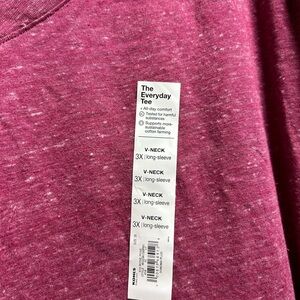 The
Everyday
Tee
All-day comfort
Tested for harmful
substances
Supports more
sustainable
cotton farming
V-NECK
3X | long-sleeve
V-NECK
3X | long-sleeve
V-NECK
3X | long-sleeve
V-NECK
3X | long-sleeve
KOHL'S